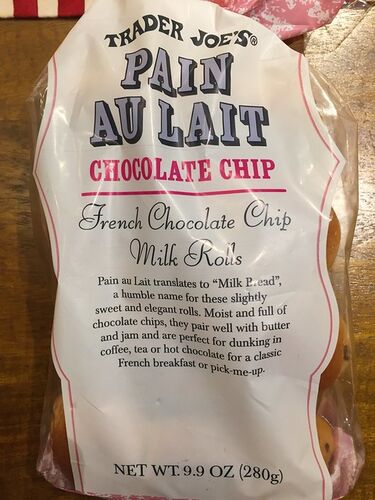 TRADER JOE'S®
PAIN
AU LAIT
CHOCOLATE CHIP
French Chocolate Chip
Milk Rolls
Pain au Lait translates to "Milk Bread",
a humble name for these slightly
sweet and elegant rolls. Moist and full of
chocolate chips, they pair well with butter
and jam and are perfect for dunking in
coffee, tea or hot chocolate for a classic
French breakfast or pick-me-up.
NET WT. 9.9 OZ (280g)